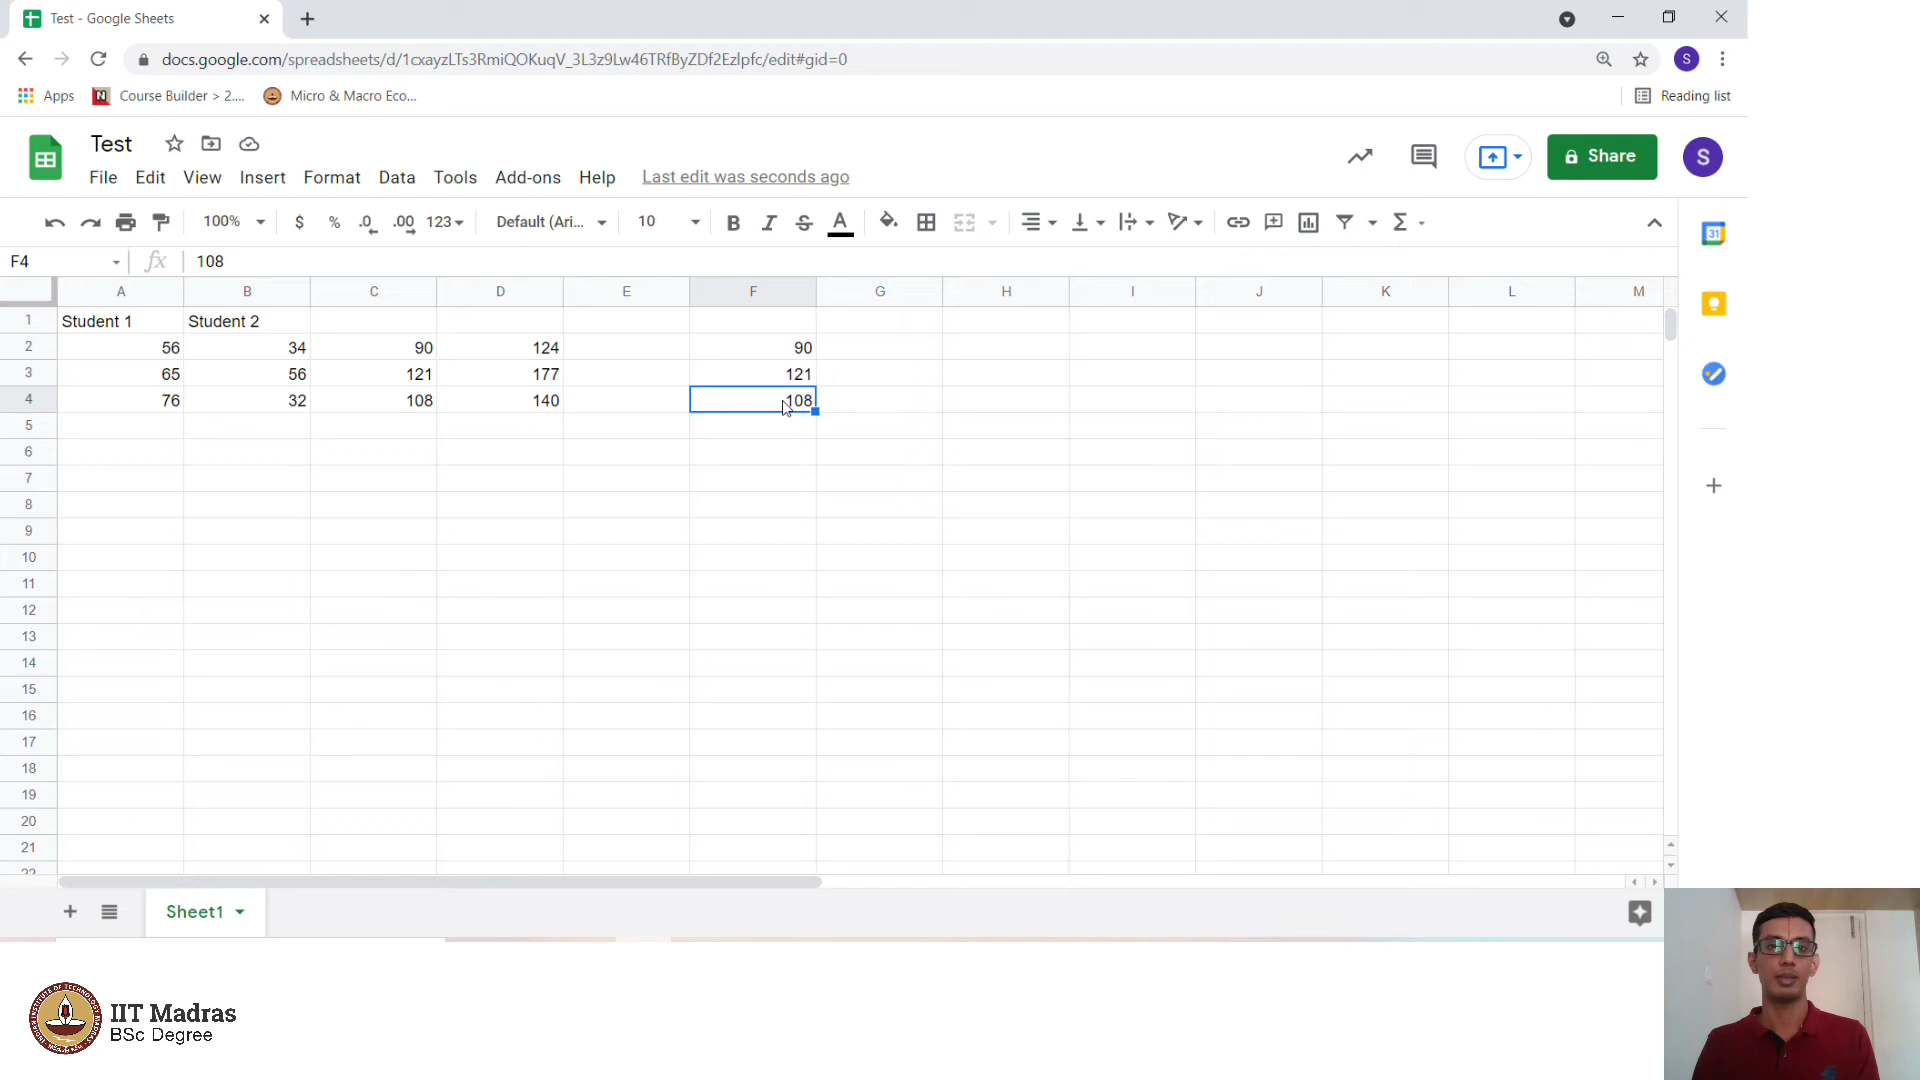 Test - Google Sheets
docs.google.com/spreadsheets/d/1cxayzLTs3RmiQOKuqV_3L3z9Lw46TRfByZDf2Ezlpfc/edit#gid=0
S
Apps Course Builder > 2.... Micro & Macro Eco... Reading list
Test
Share S
File Edit View Insert Format Data Tools Add-ons Help Last edit was seconds ago
100% $ % .0 .00 123 Default (Ari... 10 B I S A Σ
31
F4 fx 108
A B C D E F G H I J K L M
1 Student 1 Student 2
2 56 34 90 124 90
3 65 56 121 177 121
4 76 32 108 140 108
5
6
7
8
9
10
11
12
13
14
15
16
17
18
19
20
21
22
Sheet1
IIT Madras
BSc Degree